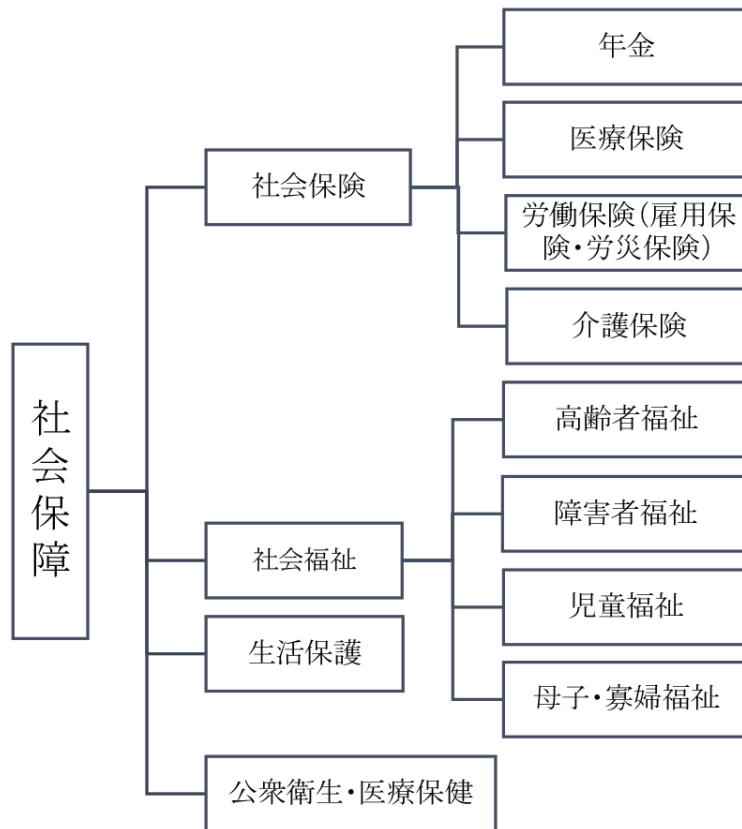 社会保障
社会保険
年金
医療保険
労働保険(雇用保
険・労災保険)
介護保険
社会福祉
高齢者福祉
障害者福祉
児童福祉
母子・寡婦福祉
生活保護
公衆衛生・医療保健